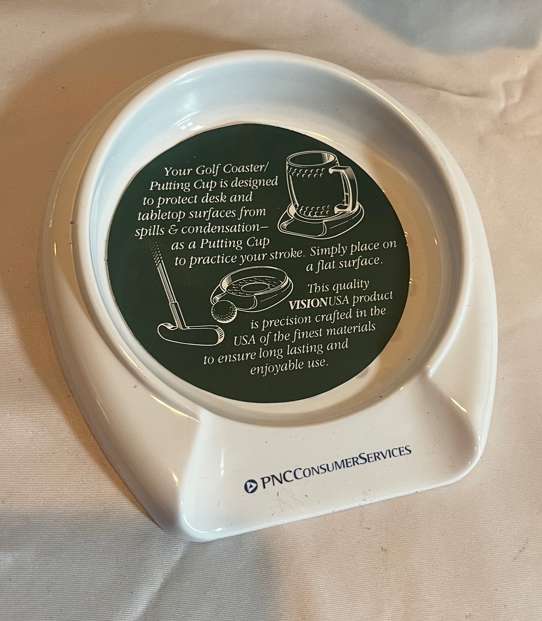 Your Golf Coaster/
Putting Cup is designed
to protect desk and
tabletop surfaces from
spills & condensation–
as a Putting Cup
to practice your stroke. Simply place on
a flat surface.
This quality
VISIONUSA product
is precision crafted in the
USA of the finest materials
to ensure long lasting and
enjoyable use.
PNCCONSUMERSERVICES